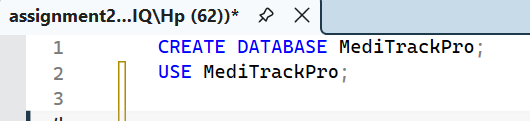 assignment2...IQ\Hp (62))*
1 CREATE DATABASE MediTrackPro;
2 USE MediTrackPro;
3